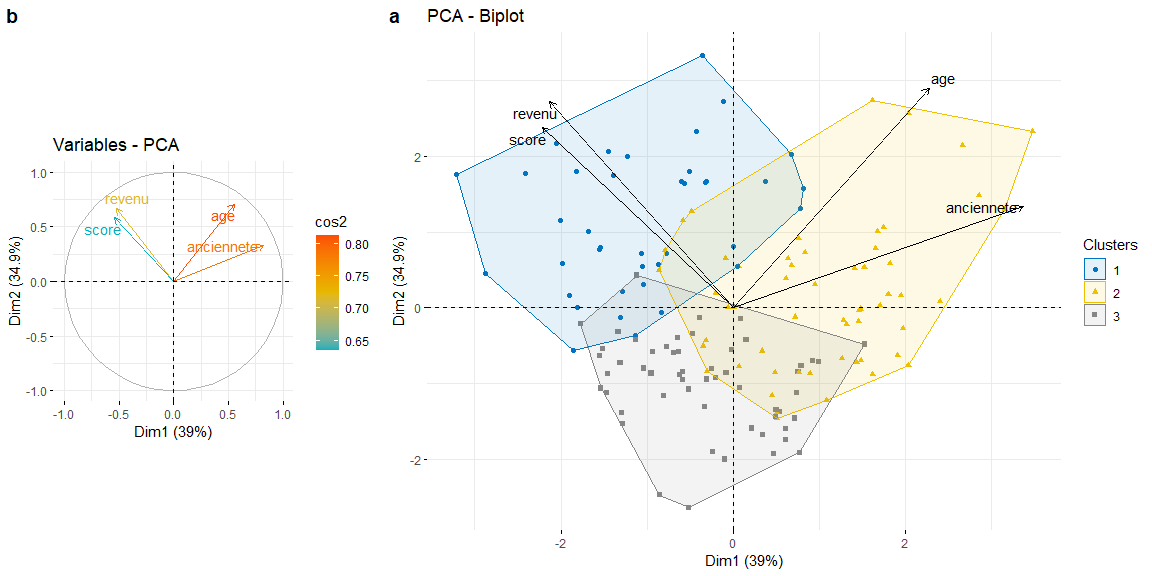 b
Variables - PCA
1.0
0.5
0.0
-0.5
-1.0
Dim2 (34.9%)
revenu
score
age
anciennete
-1.0 -0.5 0.0 0.5 1.0
Dim1 (39%)
cos2
0.80
0.75
0.70
0.65
a PCA - Biplot
2
0
-2
Dim2 (34.9%)
revenu
score
age
anciennete
-2 0 2
Dim1 (39%)
Clusters
1
2
3